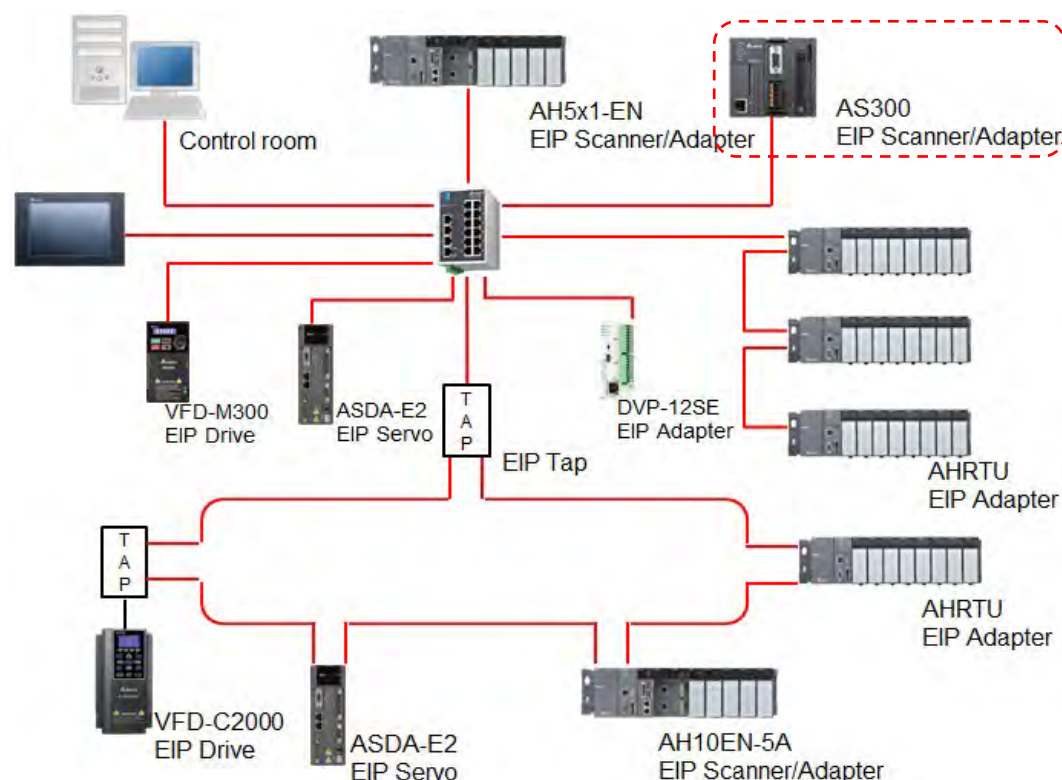 Control room
AH5x1-EN
EIP Scanner/Adapter
AS300
EIP Scanner/Adapter
VFD-M300
EIP Drive
ASDA-E2
EIP Servo
T
A
P
EIP Tap
DVP-12SE
EIP Adapter
AHRTU
EIP Adapter
T
A
P
AHRTU
EIP Adapter
VFD-C2000
EIP Drive
ASDA-E2
EIP Servo
AH10EN-5A
EIP Scanner/Adapter